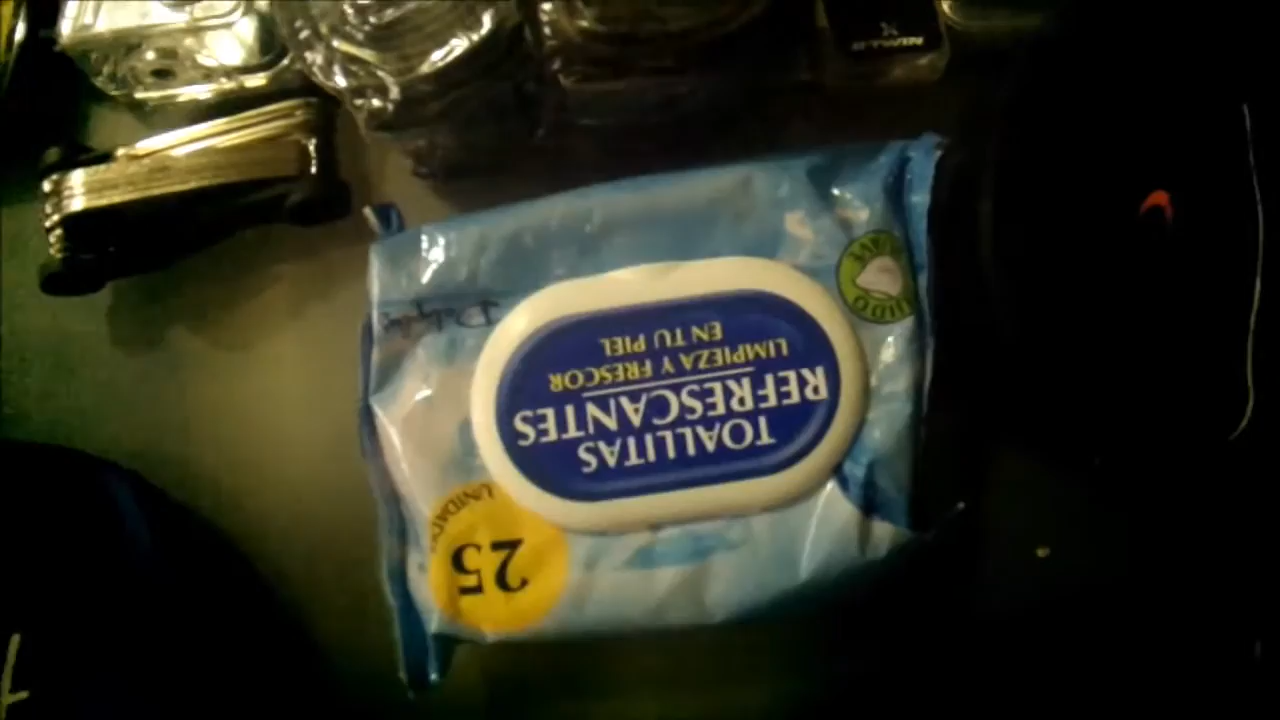 TOALLITAS
REFRESCANTES
LIMPIEZA Y FRESCOR
EN TU PIEL
25